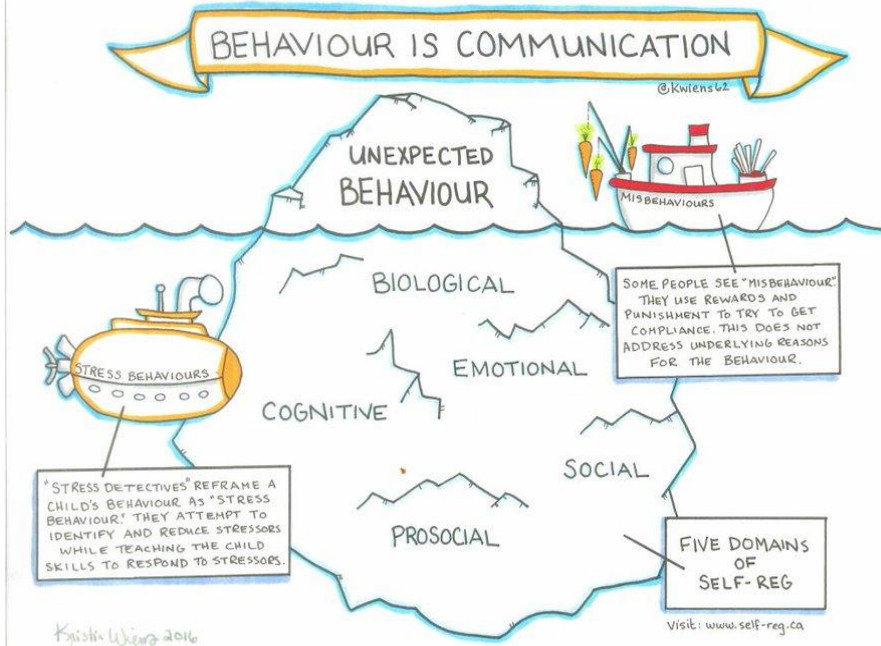 BEHAVIOUR IS COMMUNICATION
@kwiens62
UNEXPECTED
BEHAVIOUR
MISBEHAVIOURS
BIOLOGICAL
SOME PEOPLE SEE "MISBEHAVIOUR".
THEY USE REWARDS AND
PUNISHMENT TO TRY TO GET
COMPLIANCE. THIS DOES NOT
ADDRESS UNDERLYING REASONS
FOR THE BEHAVIOUR.
EMOTIONAL
STRESS BEHAVIOURS
COGNITIVE
SOCIAL
"STRESS DETECTIVES" REFRAME A
CHILD'S BEHAVIOUR AS "STRESS
BEHAVIOUR." THEY ATTEMPT TO
IDENTIFY AND REDUCE STRESSORS
WHILE TEACHING THE CHILD
SKILLS TO RESPOND TO STRESSORS.
PROSOCIAL
FIVE DOMAINS
OF
SELF-REG
Visit: www.self-reg.ca
Kristin Wiens 2016